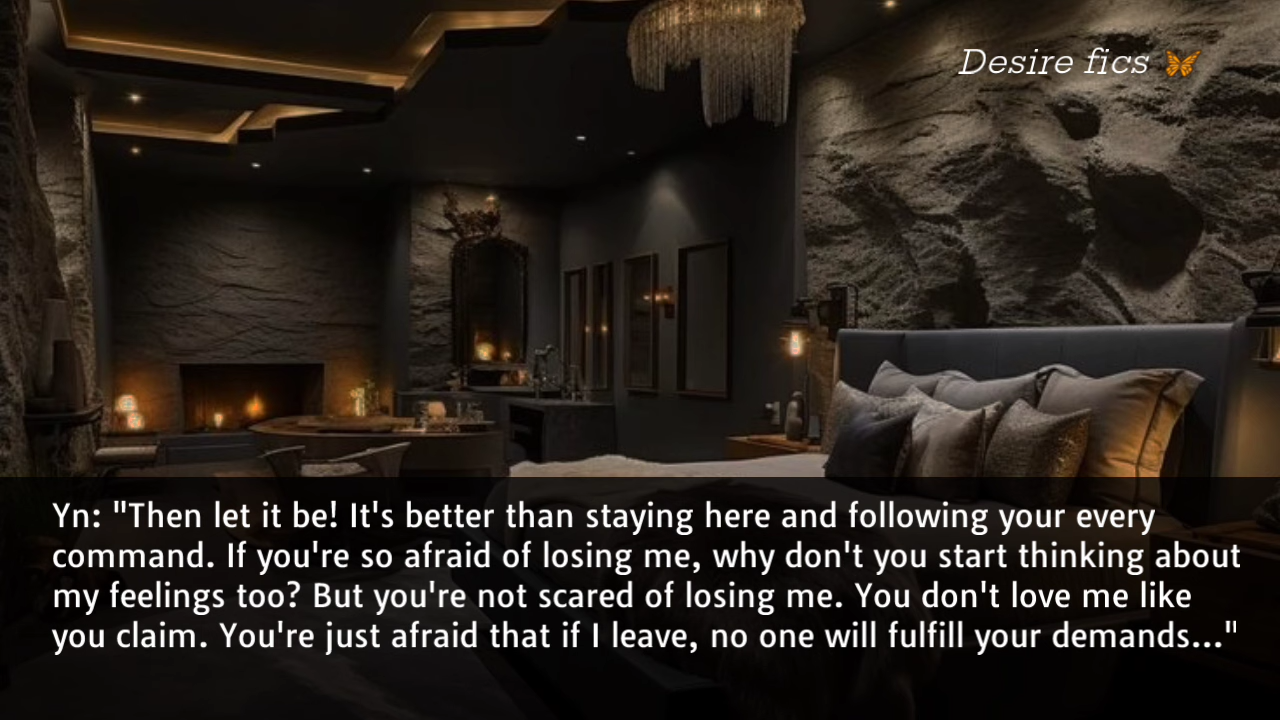 Desire fics 🦋
Yn: "Then let it be! It's better than staying here and following your every
command. If you're so afraid of losing me, why don't you start thinking about
my feelings too? But you're not scared of losing me. You don't love me like
you claim. You're just afraid that if I leave, no one will fulfill your demands..."